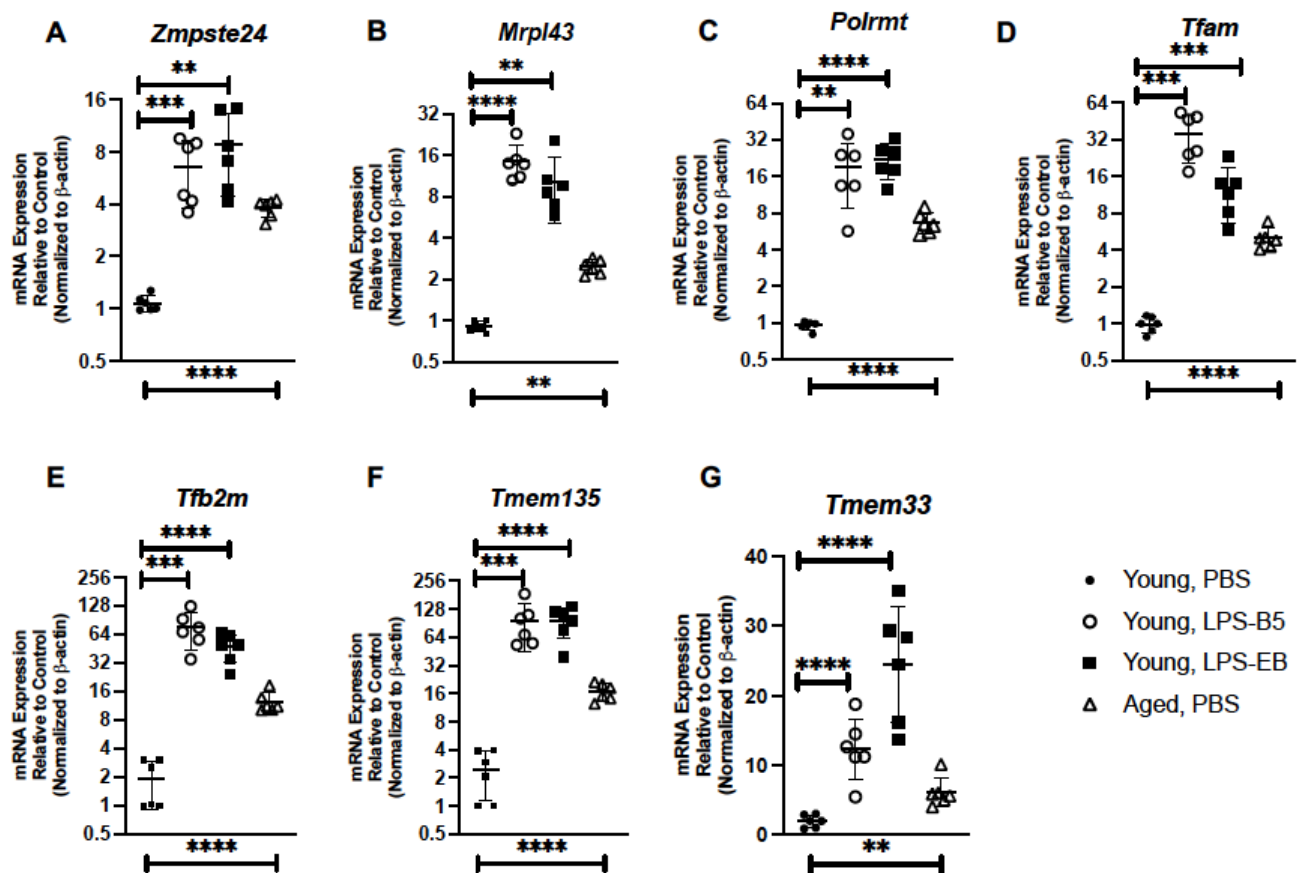 A
Zmpste24
**
***
mRNA Expression
Relative to Control
(Normalized to β-actin)
16
8
4
2
1
0.5
****
B
Mrpl43
**
****
mRNA Expression
Relative to Control
(Normalized to β-actin)
32
16
8
4
2
1
0.5
**
C
Polrmt
****
**
mRNA Expression
Relative to Control
(Normalized to β-actin)
64
32
16
8
4
2
1
0.5
****
D
Tfam
***
***
mRNA Expression
Relative to Control
(Normalized to β-actin)
64
32
16
8
4
2
1
0.5
****
E
Tfb2m
****
***
mRNA Expression
Relative to Control
(Normalized to β-actin)
256
128
64
32
16
8
4
2
1
0.5
****
F
Tmem135
****
***
mRNA Expression
Relative to Control
(Normalized to β-actin)
256
128
64
32
16
8
4
2
1
0.5
****
G
Tmem33
****
****
mRNA Expression
Relative to Control
(Normalized to β-actin)
40
30
20
10
0
**
Young, PBS
Young, LPS-B5
Young, LPS-EB
Aged, PBS